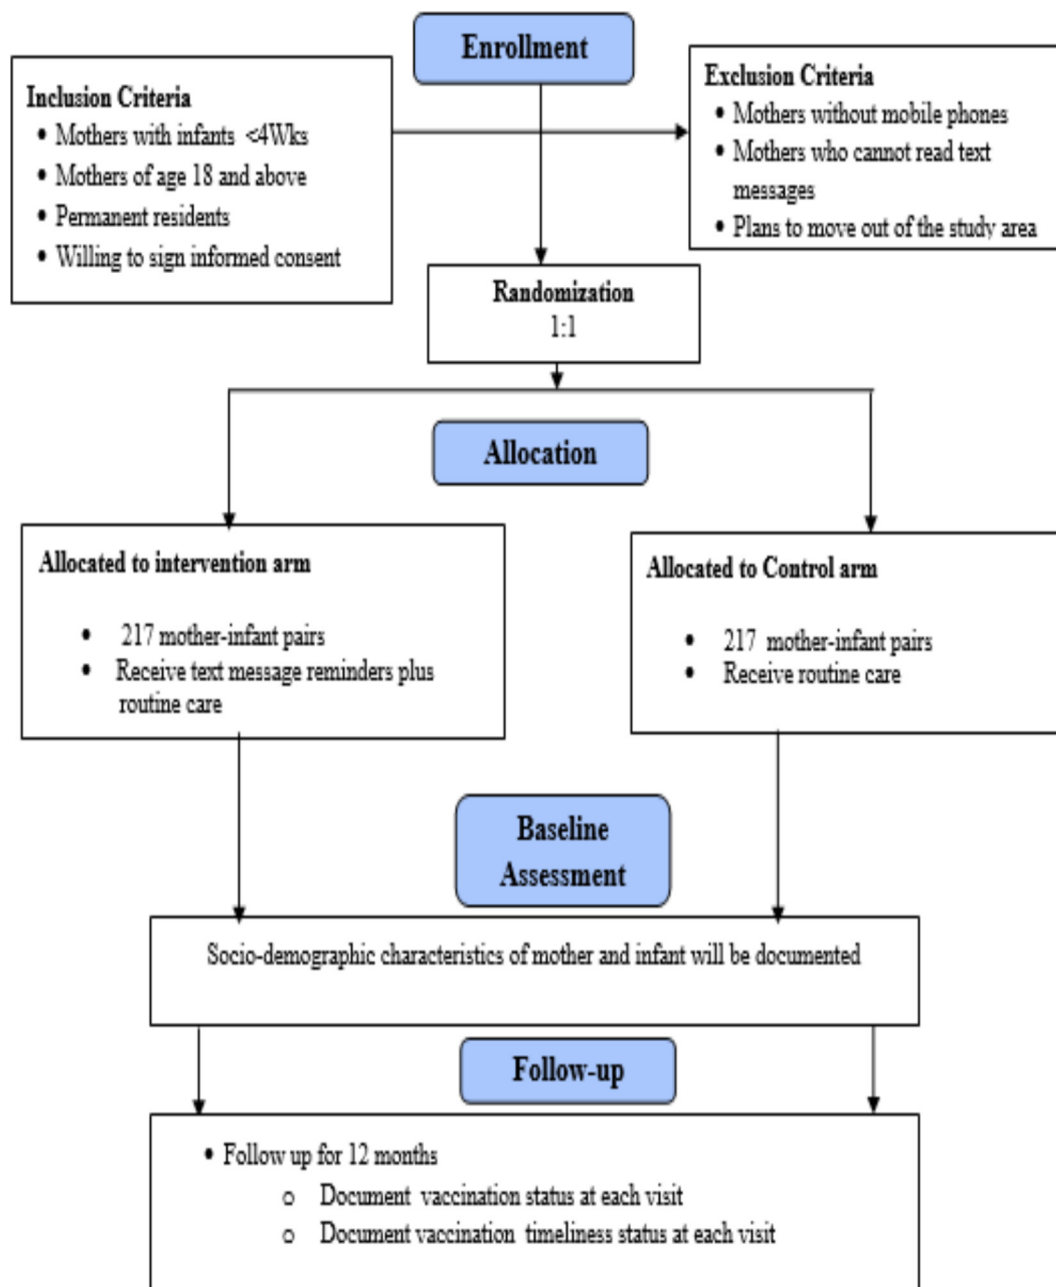 Enrollment
Inclusion Criteria
• Mothers with infants <4Wks
• Mothers of age 18 and above
• Permanent residents
• Willing to sign informed consent
Exclusion Criteria
• Mothers without mobile phones
• Mothers who cannot read text
messages
• Plans to move out of the study area
Randomization
1:1
Allocation
Allocated to intervention arm
• 217 mother-infant pairs
• Receive text message reminders plus
routine care
Allocated to Control arm
• 217 mother-infant pairs
• Receive routine care
Baseline
Assessment
Socio-demographic characteristics of mother and infant will be documented
Follow-up
• Follow up for 12 months
o Document vaccination status at each visit
o Document vaccination timeliness status at each visit